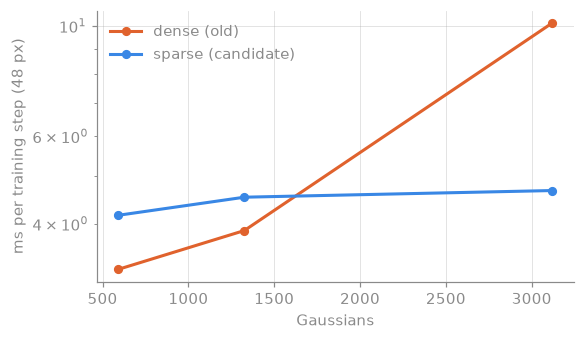 10¹
dense (old)
sparse (candidate)
6 × 10⁰
4 × 10⁰
ms per training step (48 px)
500 1000 1500 2000 2500 3000
Gaussians